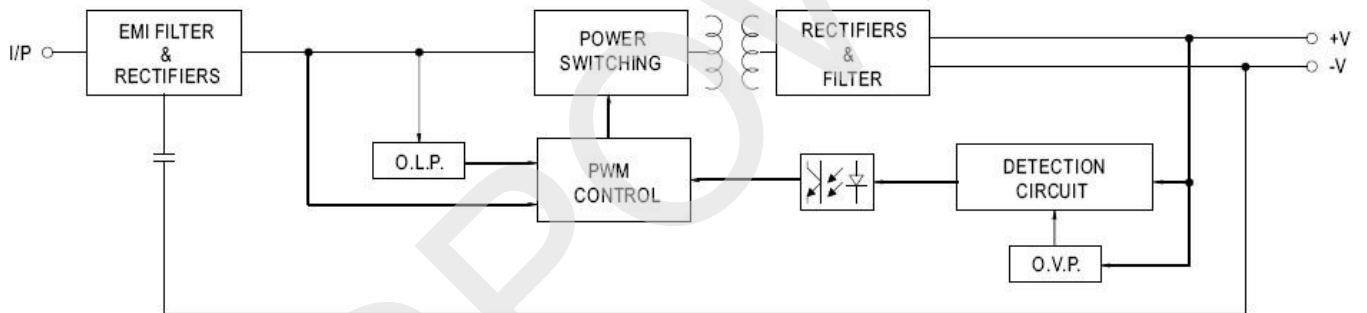 I/P
EMI FILTER
&
RECTIFIERS
POWER
SWITCHING
RECTIFIERS
&
FILTER
+V
-V
O.L.P.
PWM
CONTROL
DETECTION
CIRCUIT
O.V.P.